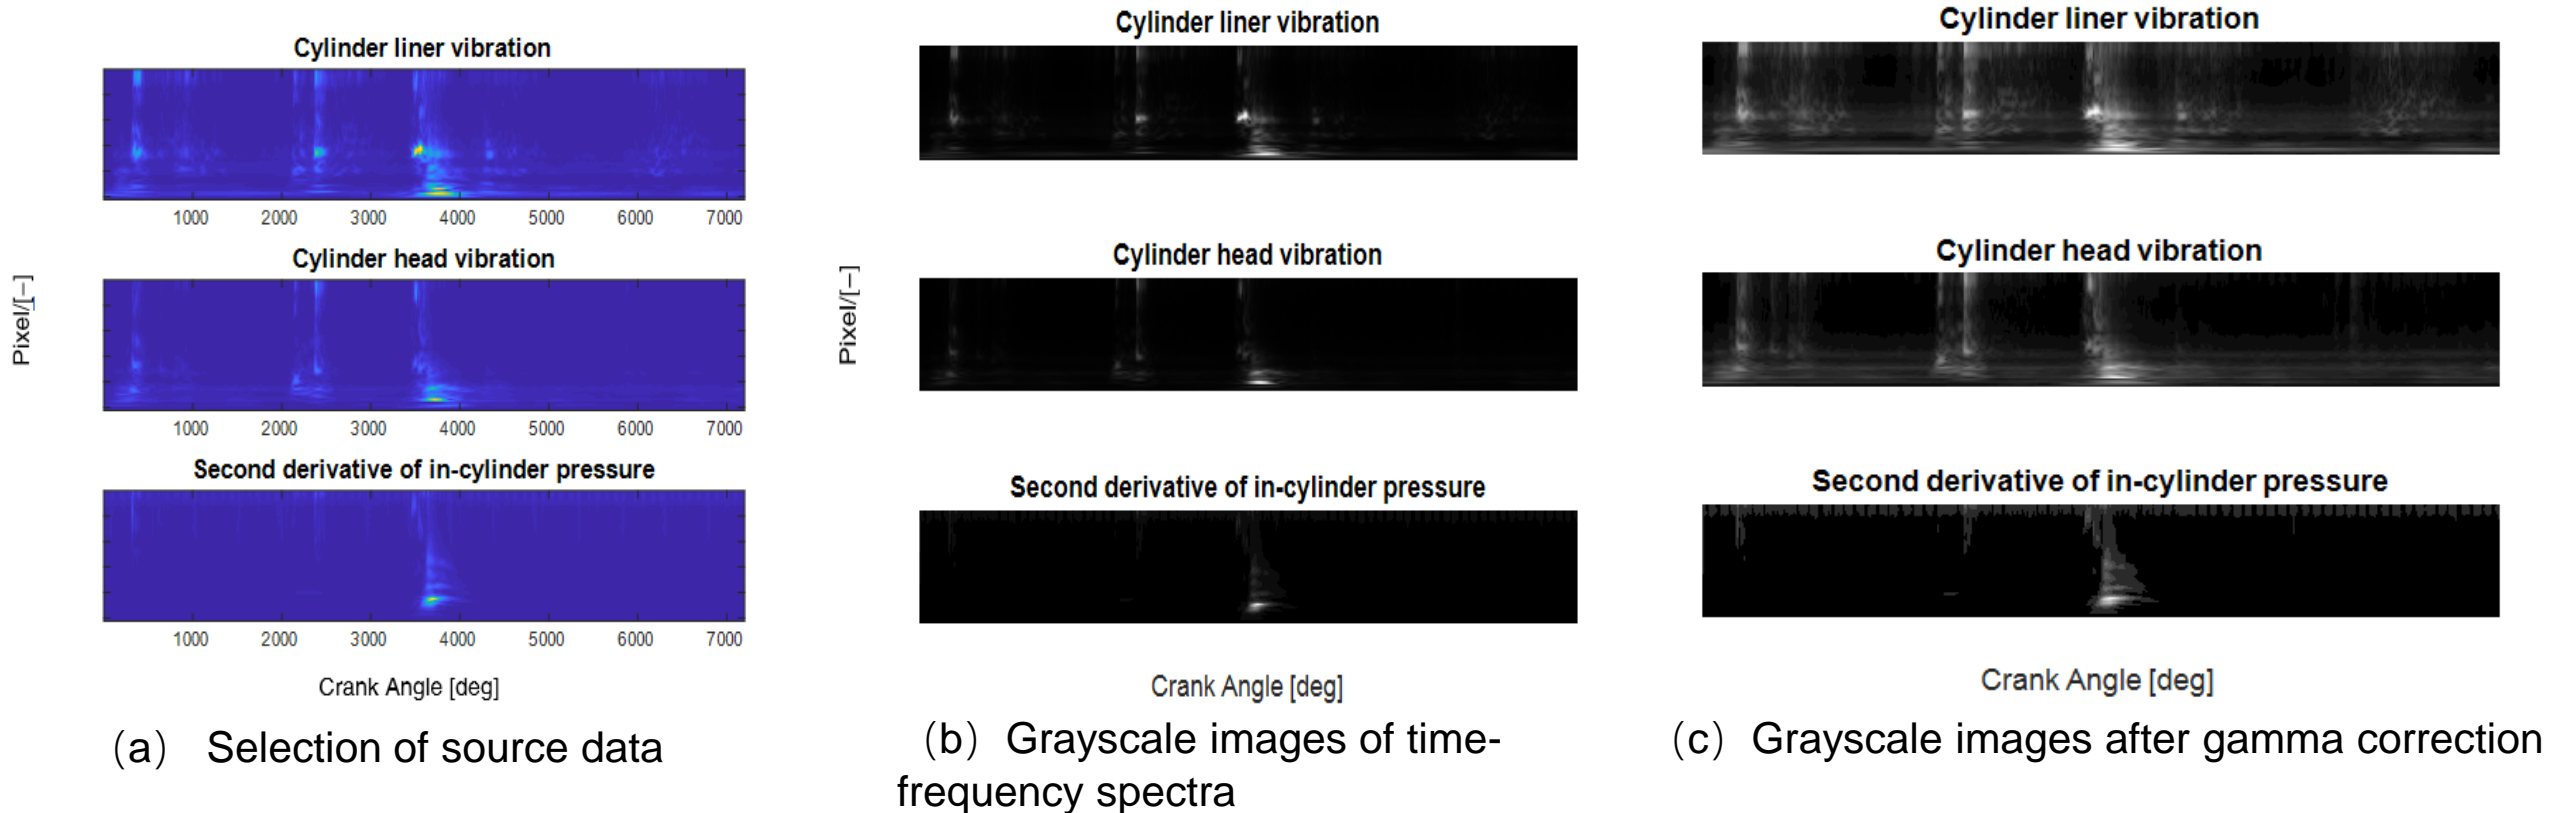 Cylinder liner vibration
1000 2000 3000 4000 5000 6000 7000
Cylinder head vibration
1000 2000 3000 4000 5000 6000 7000
Second derivative of in-cylinder pressure
1000 2000 3000 4000 5000 6000 7000
Pixel/[−]
Crank Angle [deg]
（a） Selection of source data
Cylinder liner vibration
Cylinder head vibration
Second derivative of in-cylinder pressure
Pixel/[−]
Crank Angle [deg]
（b）Grayscale images of time-
frequency spectra
Cylinder liner vibration
Cylinder head vibration
Second derivative of in-cylinder pressure
Crank Angle [deg]
（c）Grayscale images after gamma correction